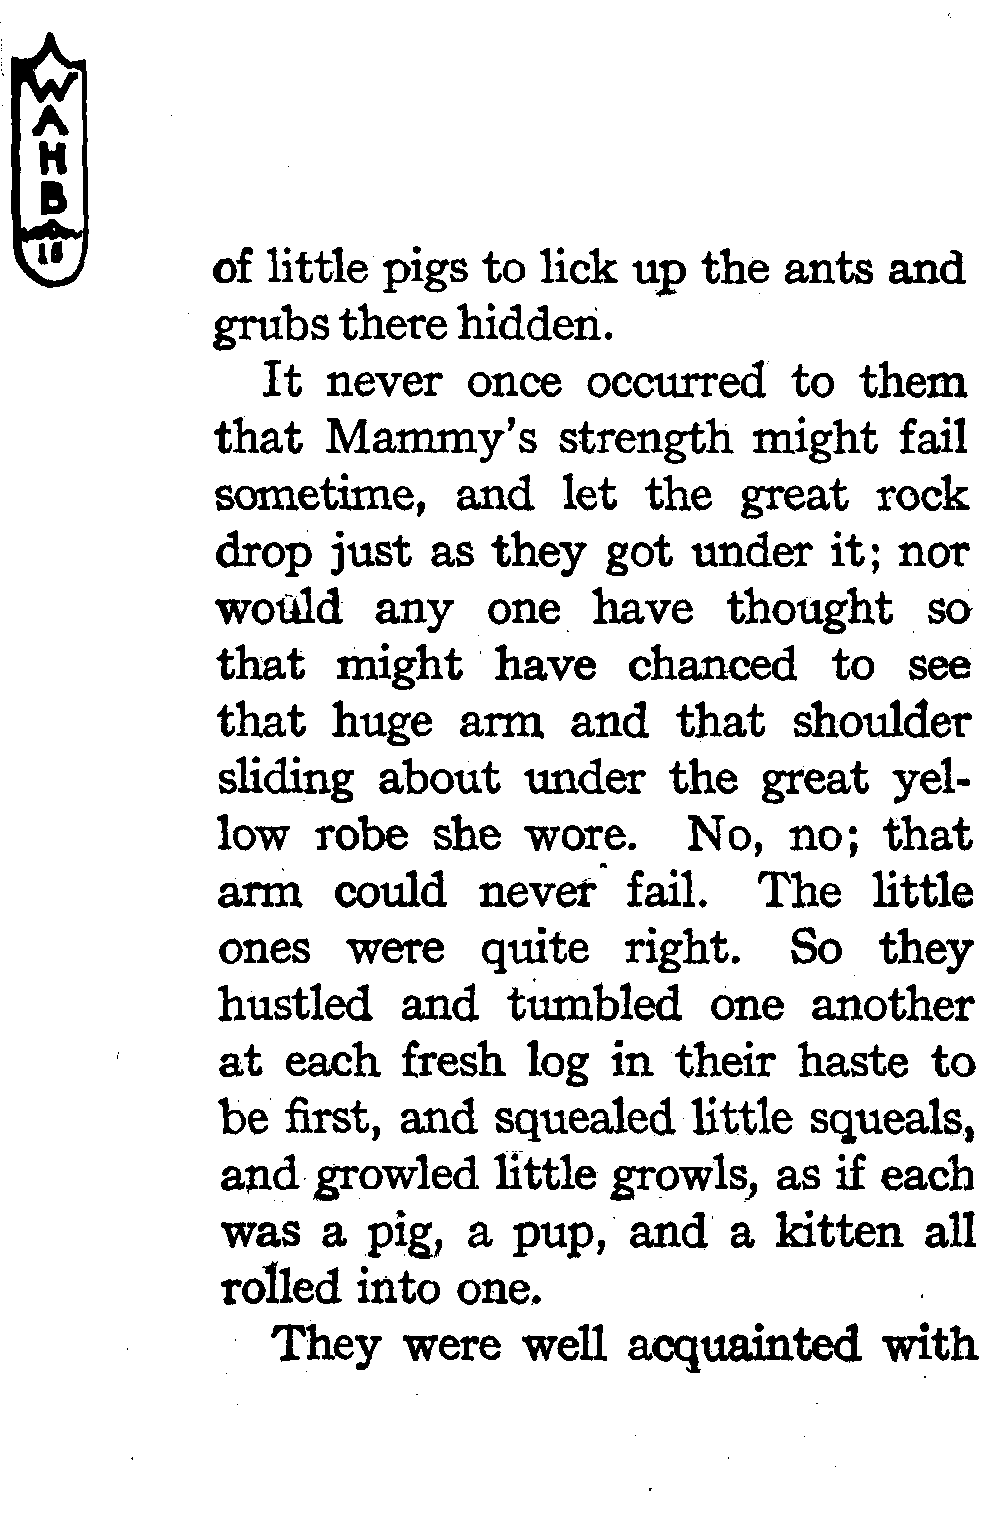 W
A
H
B
of little pigs to lick up the ants and
grubs there hidden.
It never once occurred to them
that Mammy's strength might fail
sometime, and let the great rock
drop just as they got under it; nor
would any one have thought so
that might have chanced to see
that huge arm and that shoulder
sliding about under the great yel-
low robe she wore. No, no; that
arm could never fail. The little
ones were quite right. So they
hustled and tumbled one another
at each fresh log in their haste to
be first, and squealed little squeals,
and growled little growls, as if each
was a pig, a pup, and a kitten all
rolled into one.
They were well acquainted with